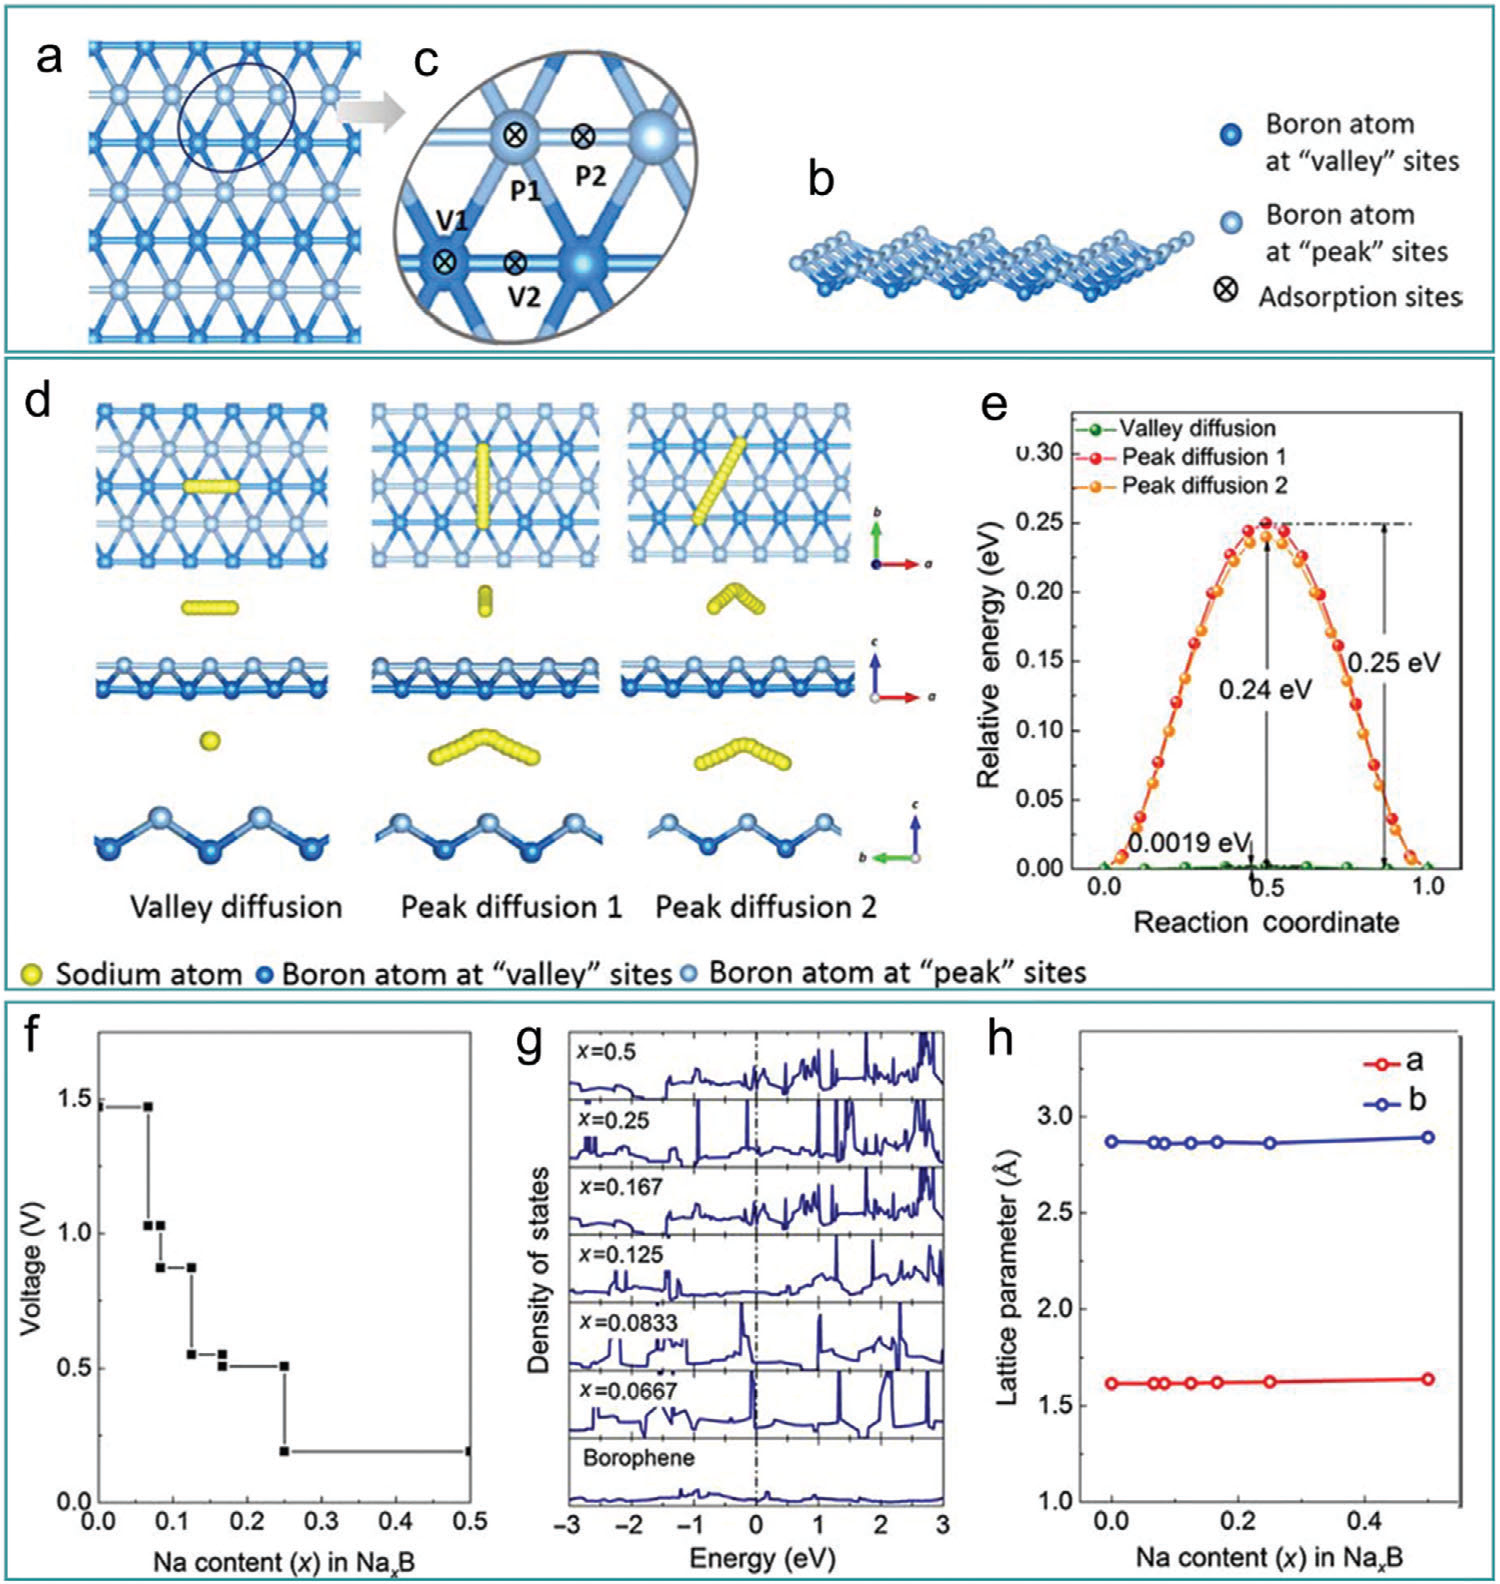 a
c
P1
P2
V1
V2
b
Boron atom
at “valley” sites
Boron atom
at “peak” sites
Adsorption sites
d
b
a
c
a
c
b
Valley diffusion
Peak diffusion 1
Peak diffusion 2
Sodium atom
Boron atom at “valley” sites
Boron atom at “peak” sites
e
Valley diffusion
Peak diffusion 1
Peak diffusion 2
0.30
0.25
0.20
0.15
0.10
0.05
0.00
Relative energy (eV)
0.25 eV
0.24 eV
0.0019 eV
0.0
0.5
1.0
Reaction coordinate
f
1.5
1.0
0.5
0.0
Voltage (V)
0.0 0.1 0.2 0.3 0.4 0.5
Na content (x) in NaxB
g
x=0.5
x=0.25
x=0.167
x=0.125
x=0.0833
x=0.0667
Borophene
Density of states
−3 −2 −1 0 1 2 3
Energy (eV)
h
a
b
3.0
2.5
2.0
1.5
1.0
Lattice parameter (Å)
0.0 0.2 0.4
Na content (x) in NaxB